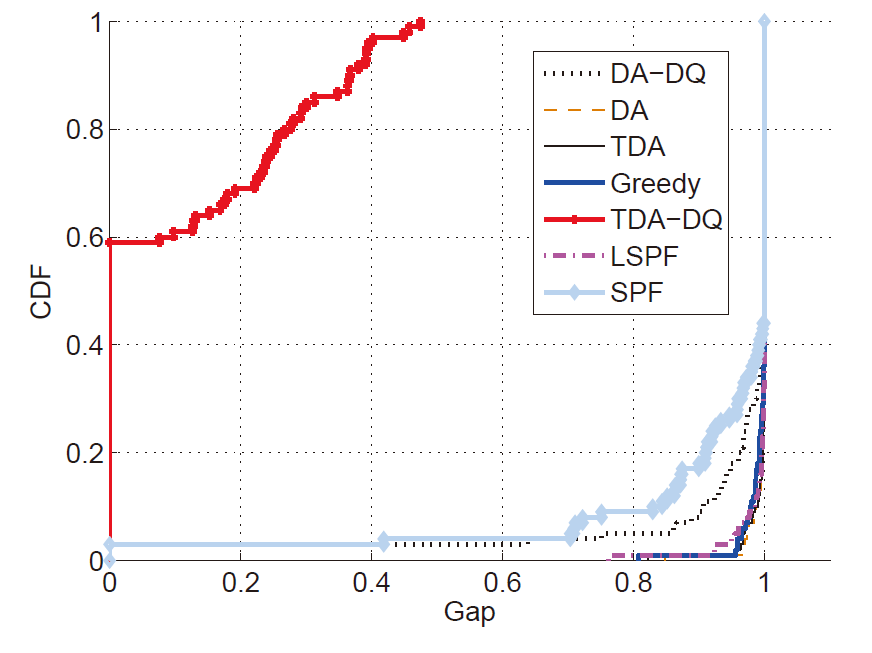 1
DA−DQ
DA
0.8
TDA
Greedy
TDA−DQ
0.6
LSPF
SPF
CDF
0.4
0.2
0
0 0.2 0.4 0.6 0.8 1
Gap